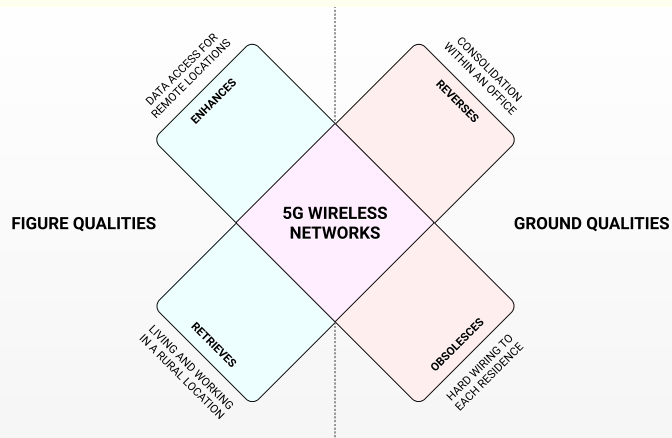 DATA ACCESS FOR
REMOTE LOCATIONS
ENHANCES
CONSOLIDATION
WITHIN AN OFFICE
REVERSES
FIGURE QUALITIES
5G WIRELESS
NETWORKS
GROUND QUALITIES
RETRIEVES
LIVING AND WORKING
IN A RURAL LOCATION
OBSOLESCES
HARD WIRING TO
EACH RESIDENCE